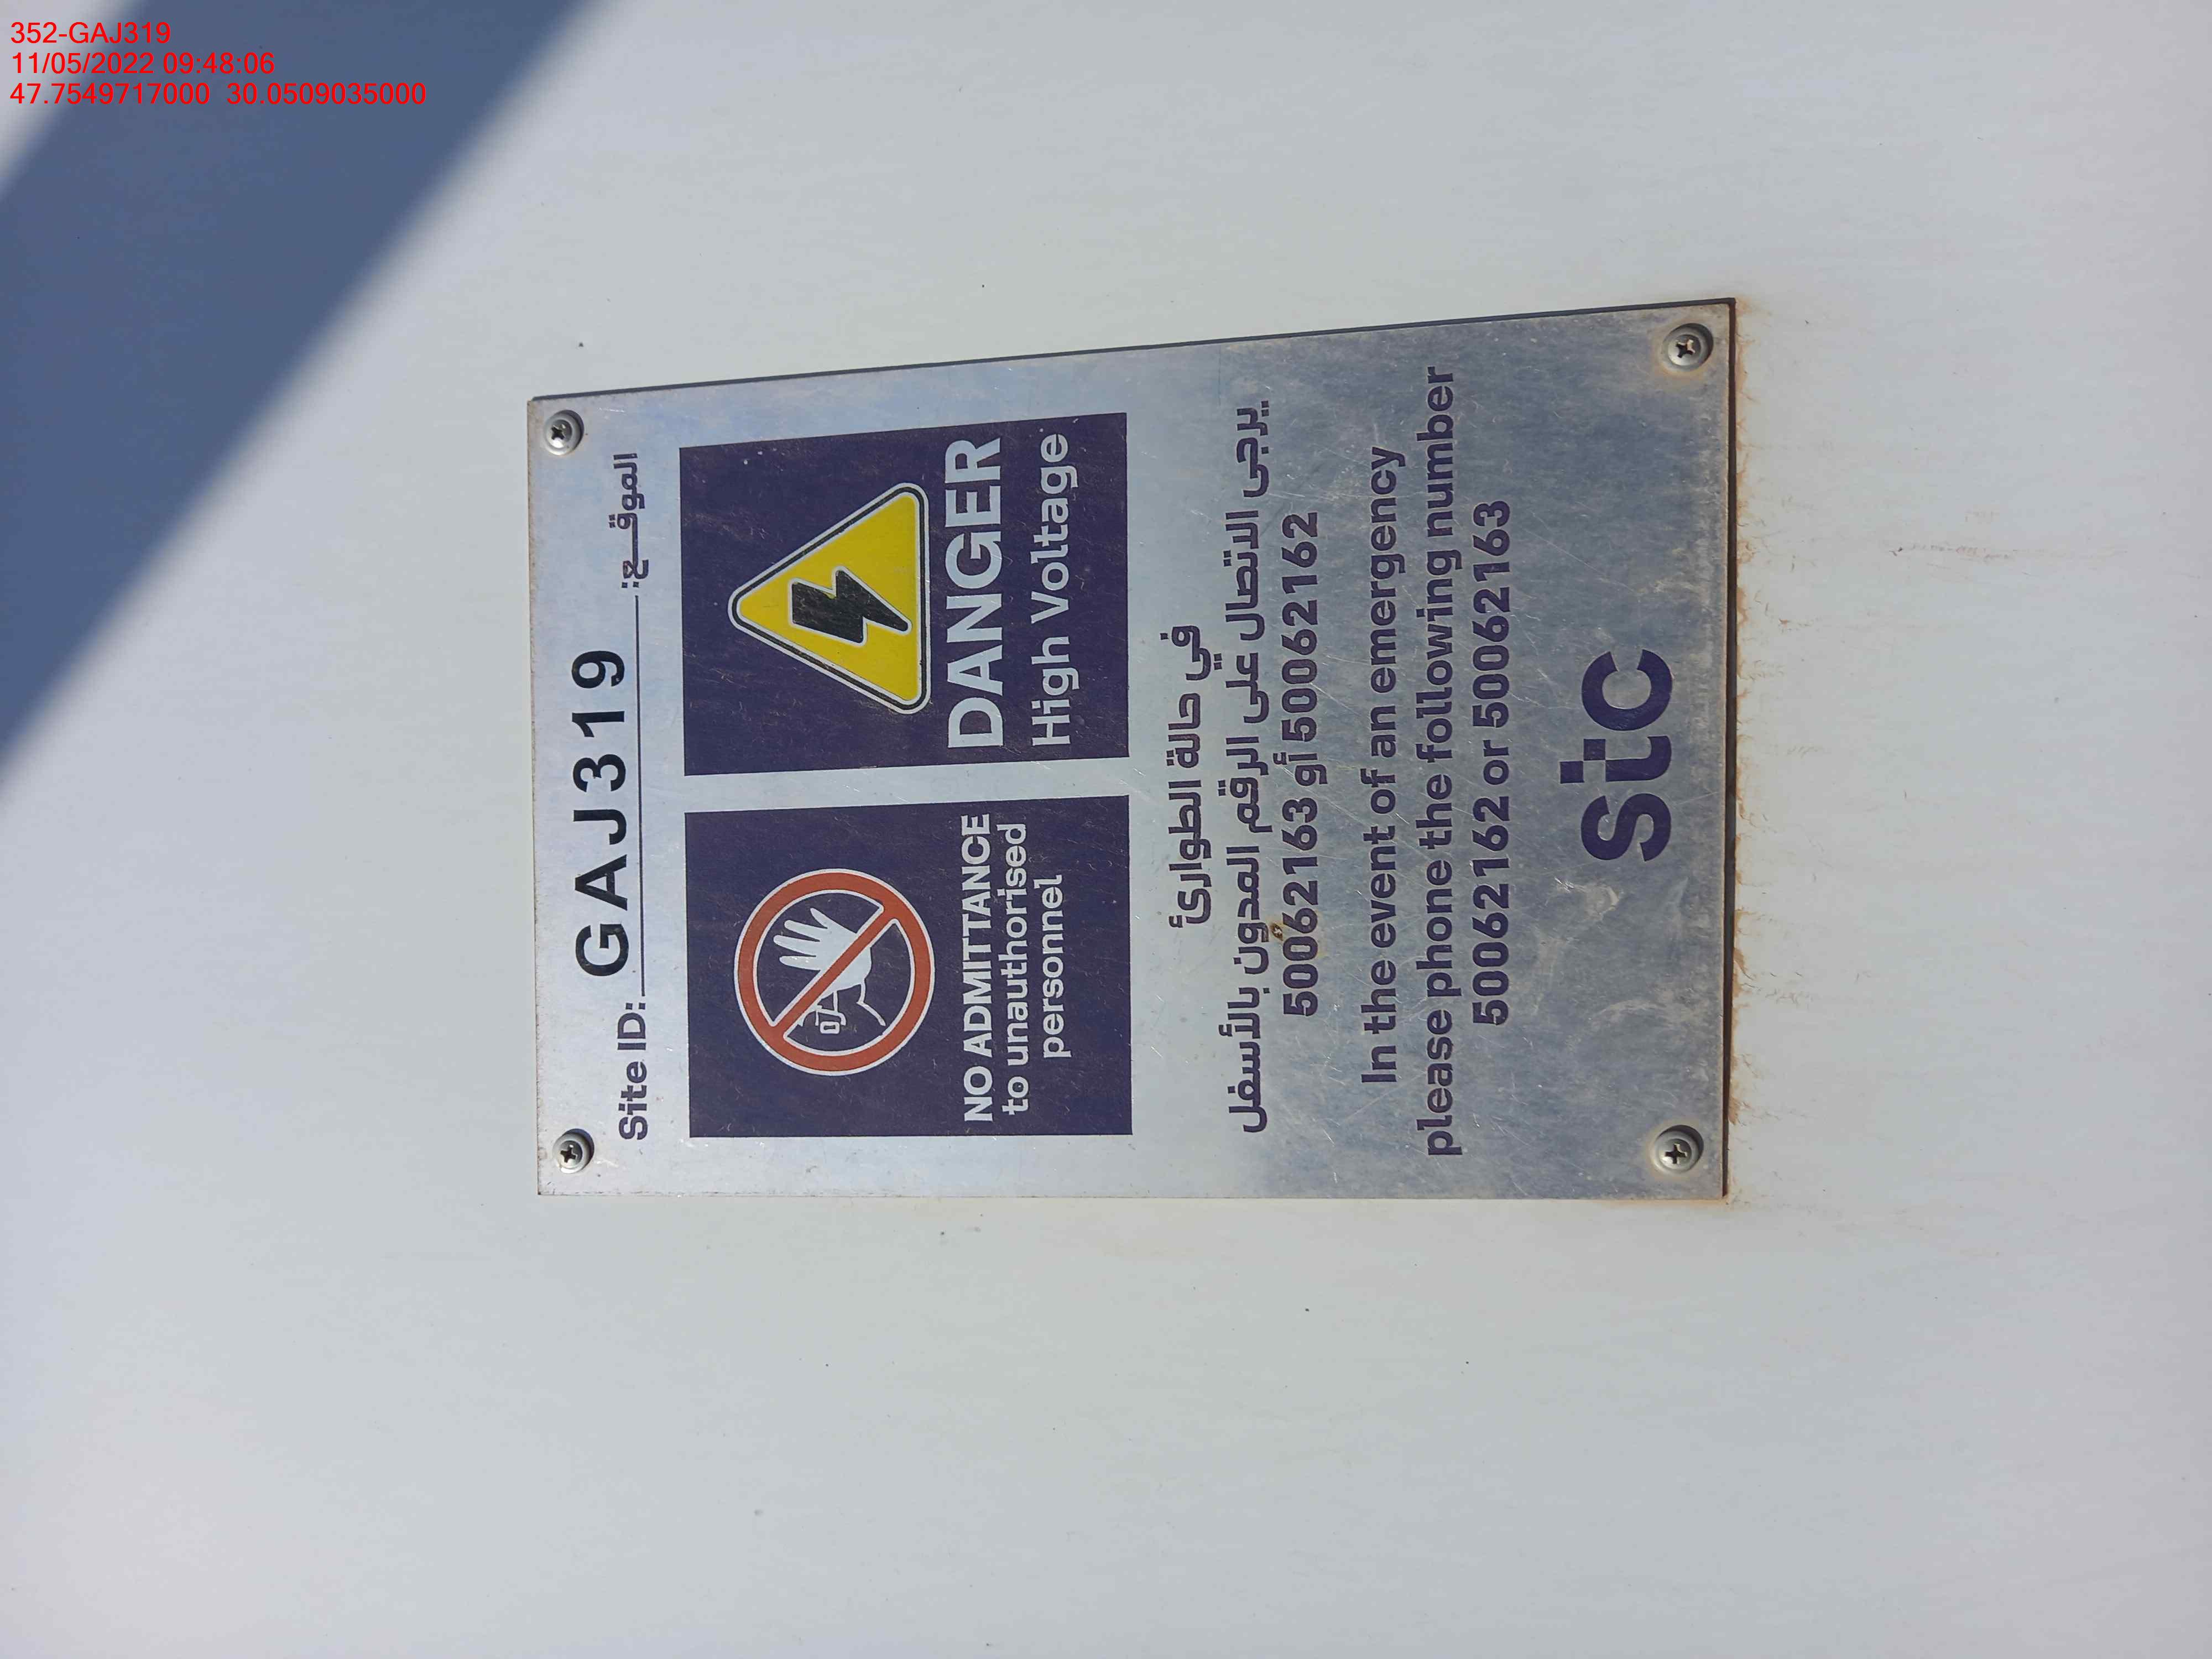 352-GAJ319
11/05/2022 09:48:06
47.7549717000 30.0509035000
Site ID: GAJ319 الموقـــع:
NO ADMITTANCE
to unauthorised
personnel
DANGER
High Voltage
في حالة الطوارئ
يرجى الاتصال على الرقم المدون بالأسفل
50062163 أو 50062162
In the event of an emergency
please phone the following number
50062162 or 50062163
stc